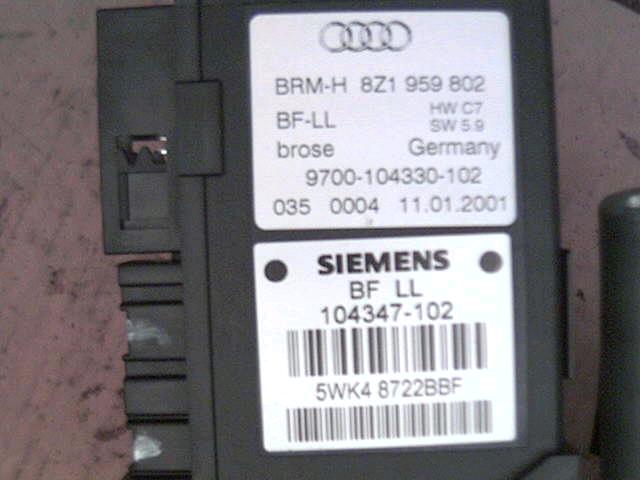 BRM-H 8Z1 959 802
BF-LL HW C7
SW 5.9
brose Germany
9700-104330-102
035 0004 11.01.2001
SIEMENS
BF LL
104347-102
5WK4 8722BBF